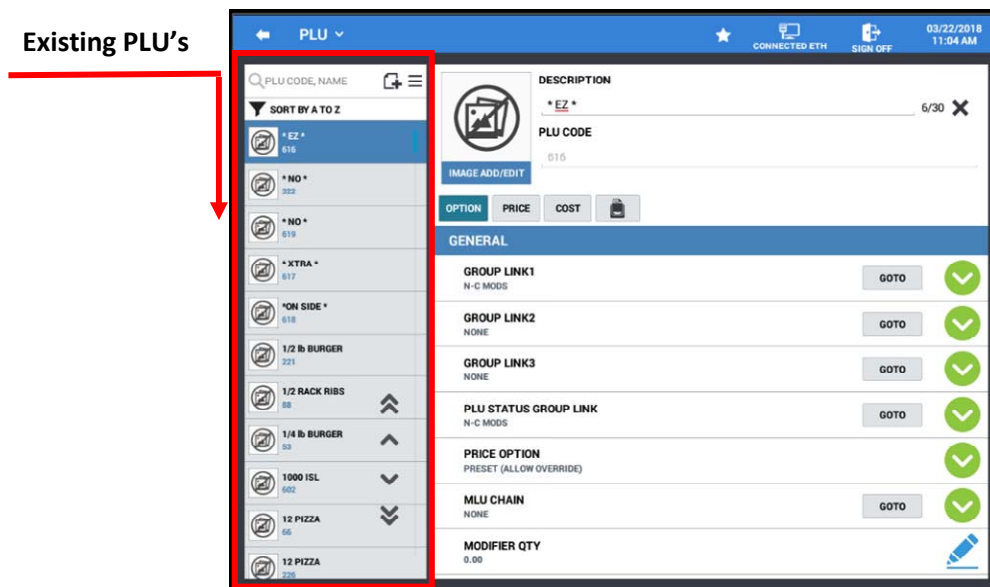 Existing PLU's
PLU
CONNECTED ETH
SIGN OFF
03/22/2018
11:04 AM
PLU CODE, NAME
SORT BY A TO Z
* EZ *
616
* NO *
322
* NO *
619
* XTRA *
617
*ON SIDE *
618
1/2 lb BURGER
221
1/2 RACK RIBS
68
1/4 lb BURGER
53
1000 ISL
602
12 PIZZA
66
12 PIZZA
226
IMAGE ADD/EDIT
DESCRIPTION
* EZ *
6/30
PLU CODE
616
OPTION PRICE COST
GENERAL
GROUP LINK1
N-C MODS
GOTO
GROUP LINK2
NONE
GOTO
GROUP LINK3
NONE
GOTO
PLU STATUS GROUP LINK
N-C MODS
GOTO
PRICE OPTION
PRESET (ALLOW OVERRIDE)
MLU CHAIN
NONE
GOTO
MODIFIER QTY
0.00